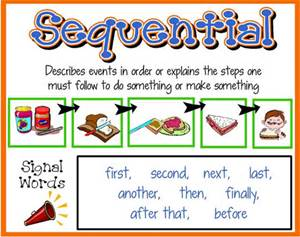 Sequential
Describes events in order or explains the steps one
must follow to do something or make something
Signal
Words
first, second, next, last,
another, then, finally,
after that, before